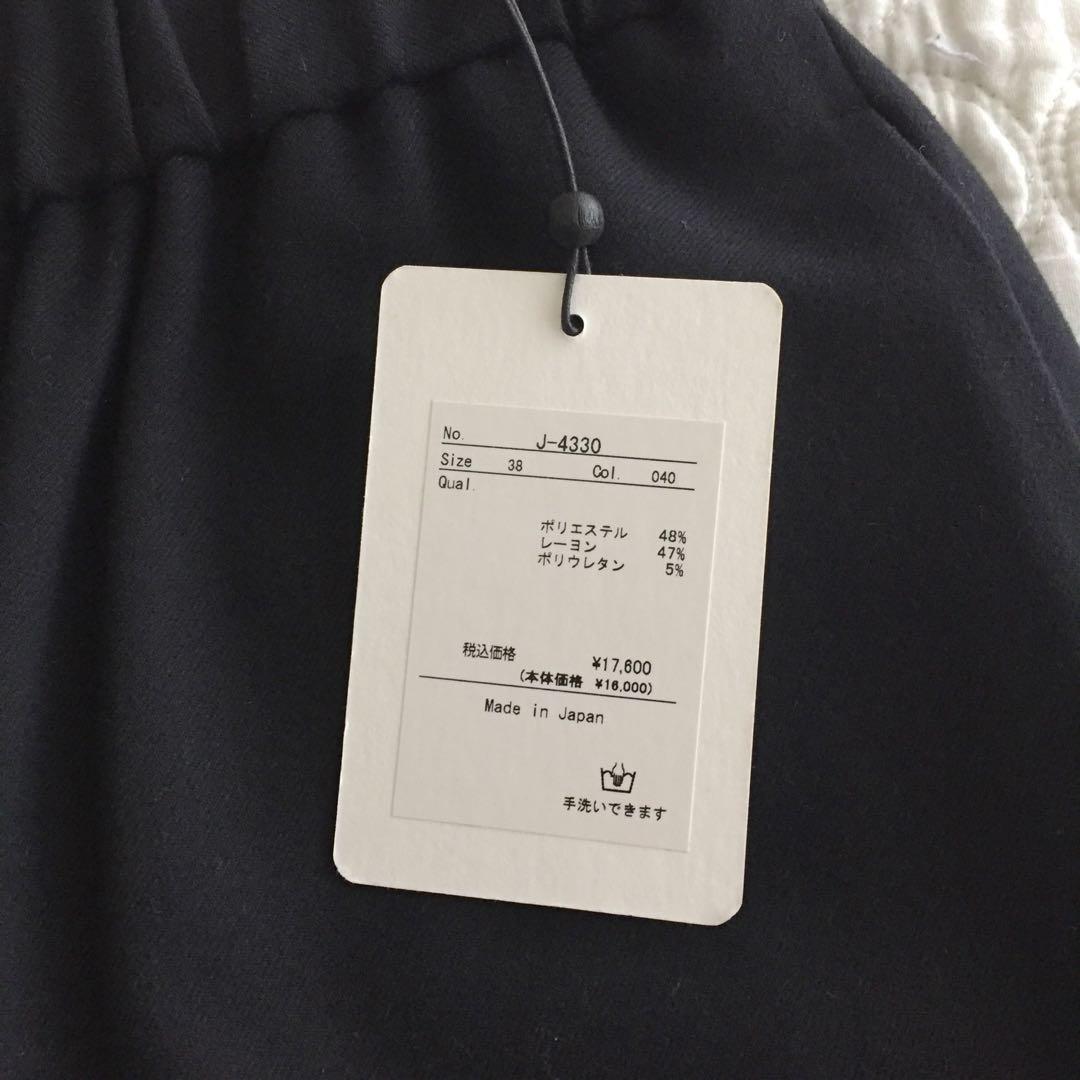 No. J-4330
Size 38 Col. 040
Qual.
ポリエステル 48%
レーヨン 47%
ポリウレタン 5%
税込価格 ¥17,600
(本体価格 ¥16,000)
Made in Japan
手洗いできます